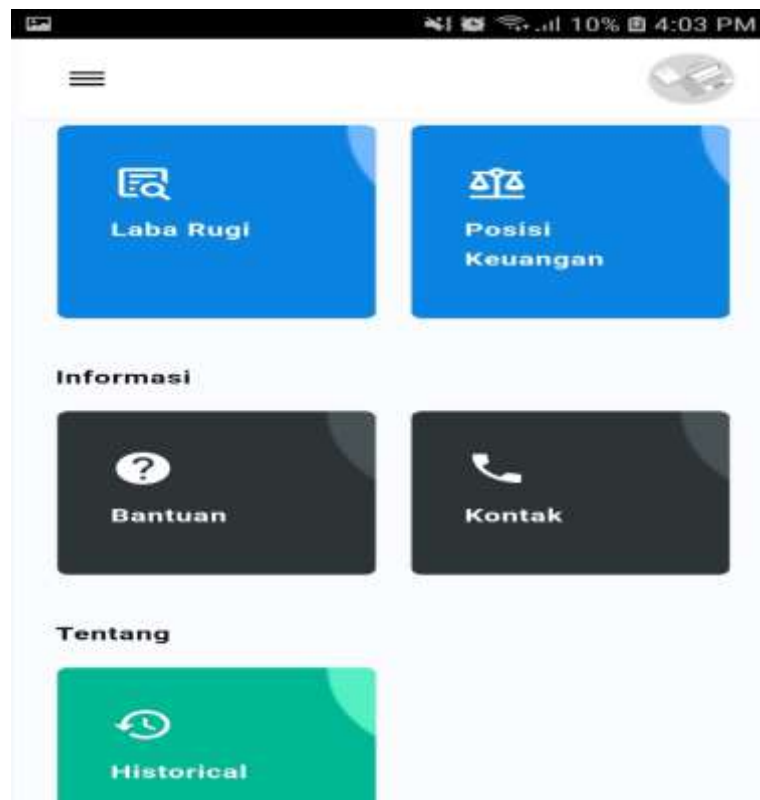 10% 4:03 PM
Laba Rugi
Posisi
Keuangan
Informasi
Bantuan
Kontak
Tentang
Historical